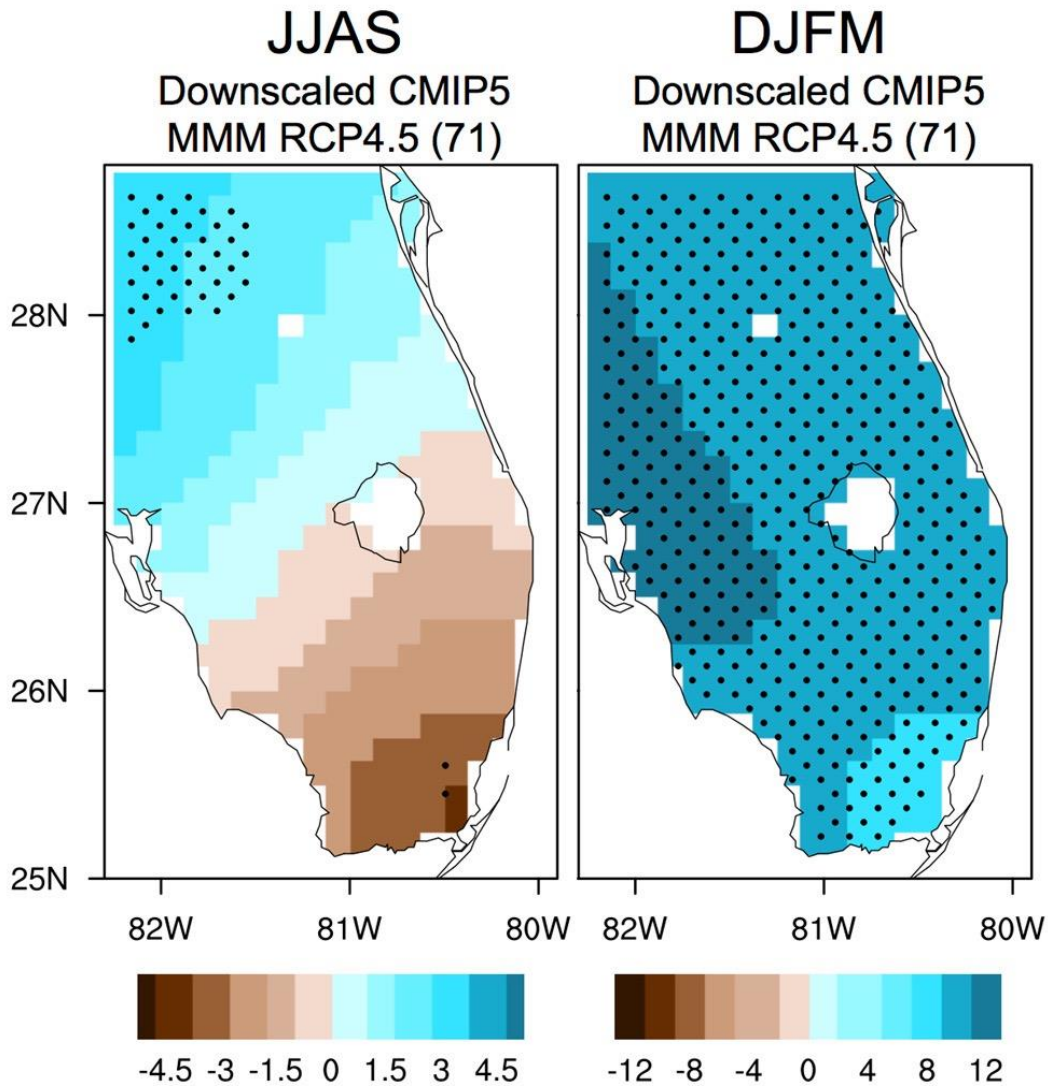 JJAS
Downscaled CMIP5
MMM RCP4.5 (71)
DJFM
Downscaled CMIP5
MMM RCP4.5 (71)
28N
27N
26N
25N
82W 81W 80W
82W 81W 80W
-4.5 -3 -1.5 0 1.5 3 4.5
-12 -8 -4 0 4 8 12